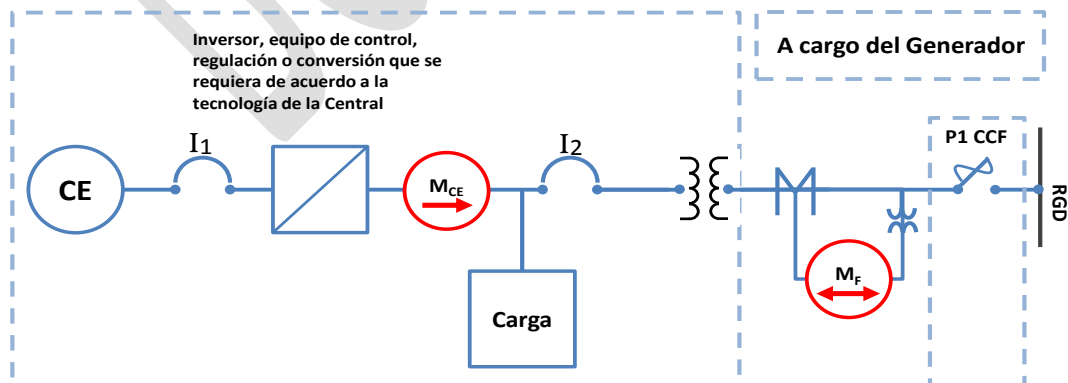 Inversor, equipo de control,
regulación o conversión que se
requiera de acuerdo a la
tecnología de la Central
A cargo del Generador
CE
I1
MCE
I2
P1 CCF
RGD
MF
Carga